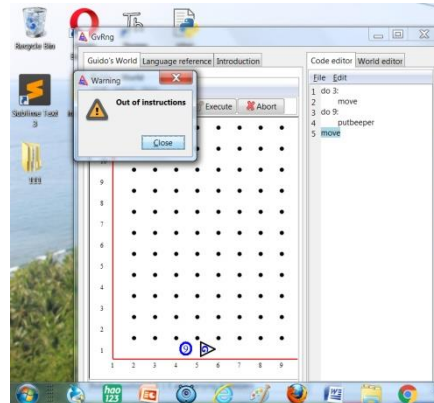 Recycle Bin
Sublime Text
3
999
GvRng
Guido's World Language reference Introduction
Code editor World editor
File Edit
Warning
Out of instructions
Close
Execute Abort
1 do 3:
2 move
3 do 9:
4 putbeeper
5 move
9
8
7
6
5
4
3
2
1
9
1 2 3 4 5 6 7 8 9
hao
123